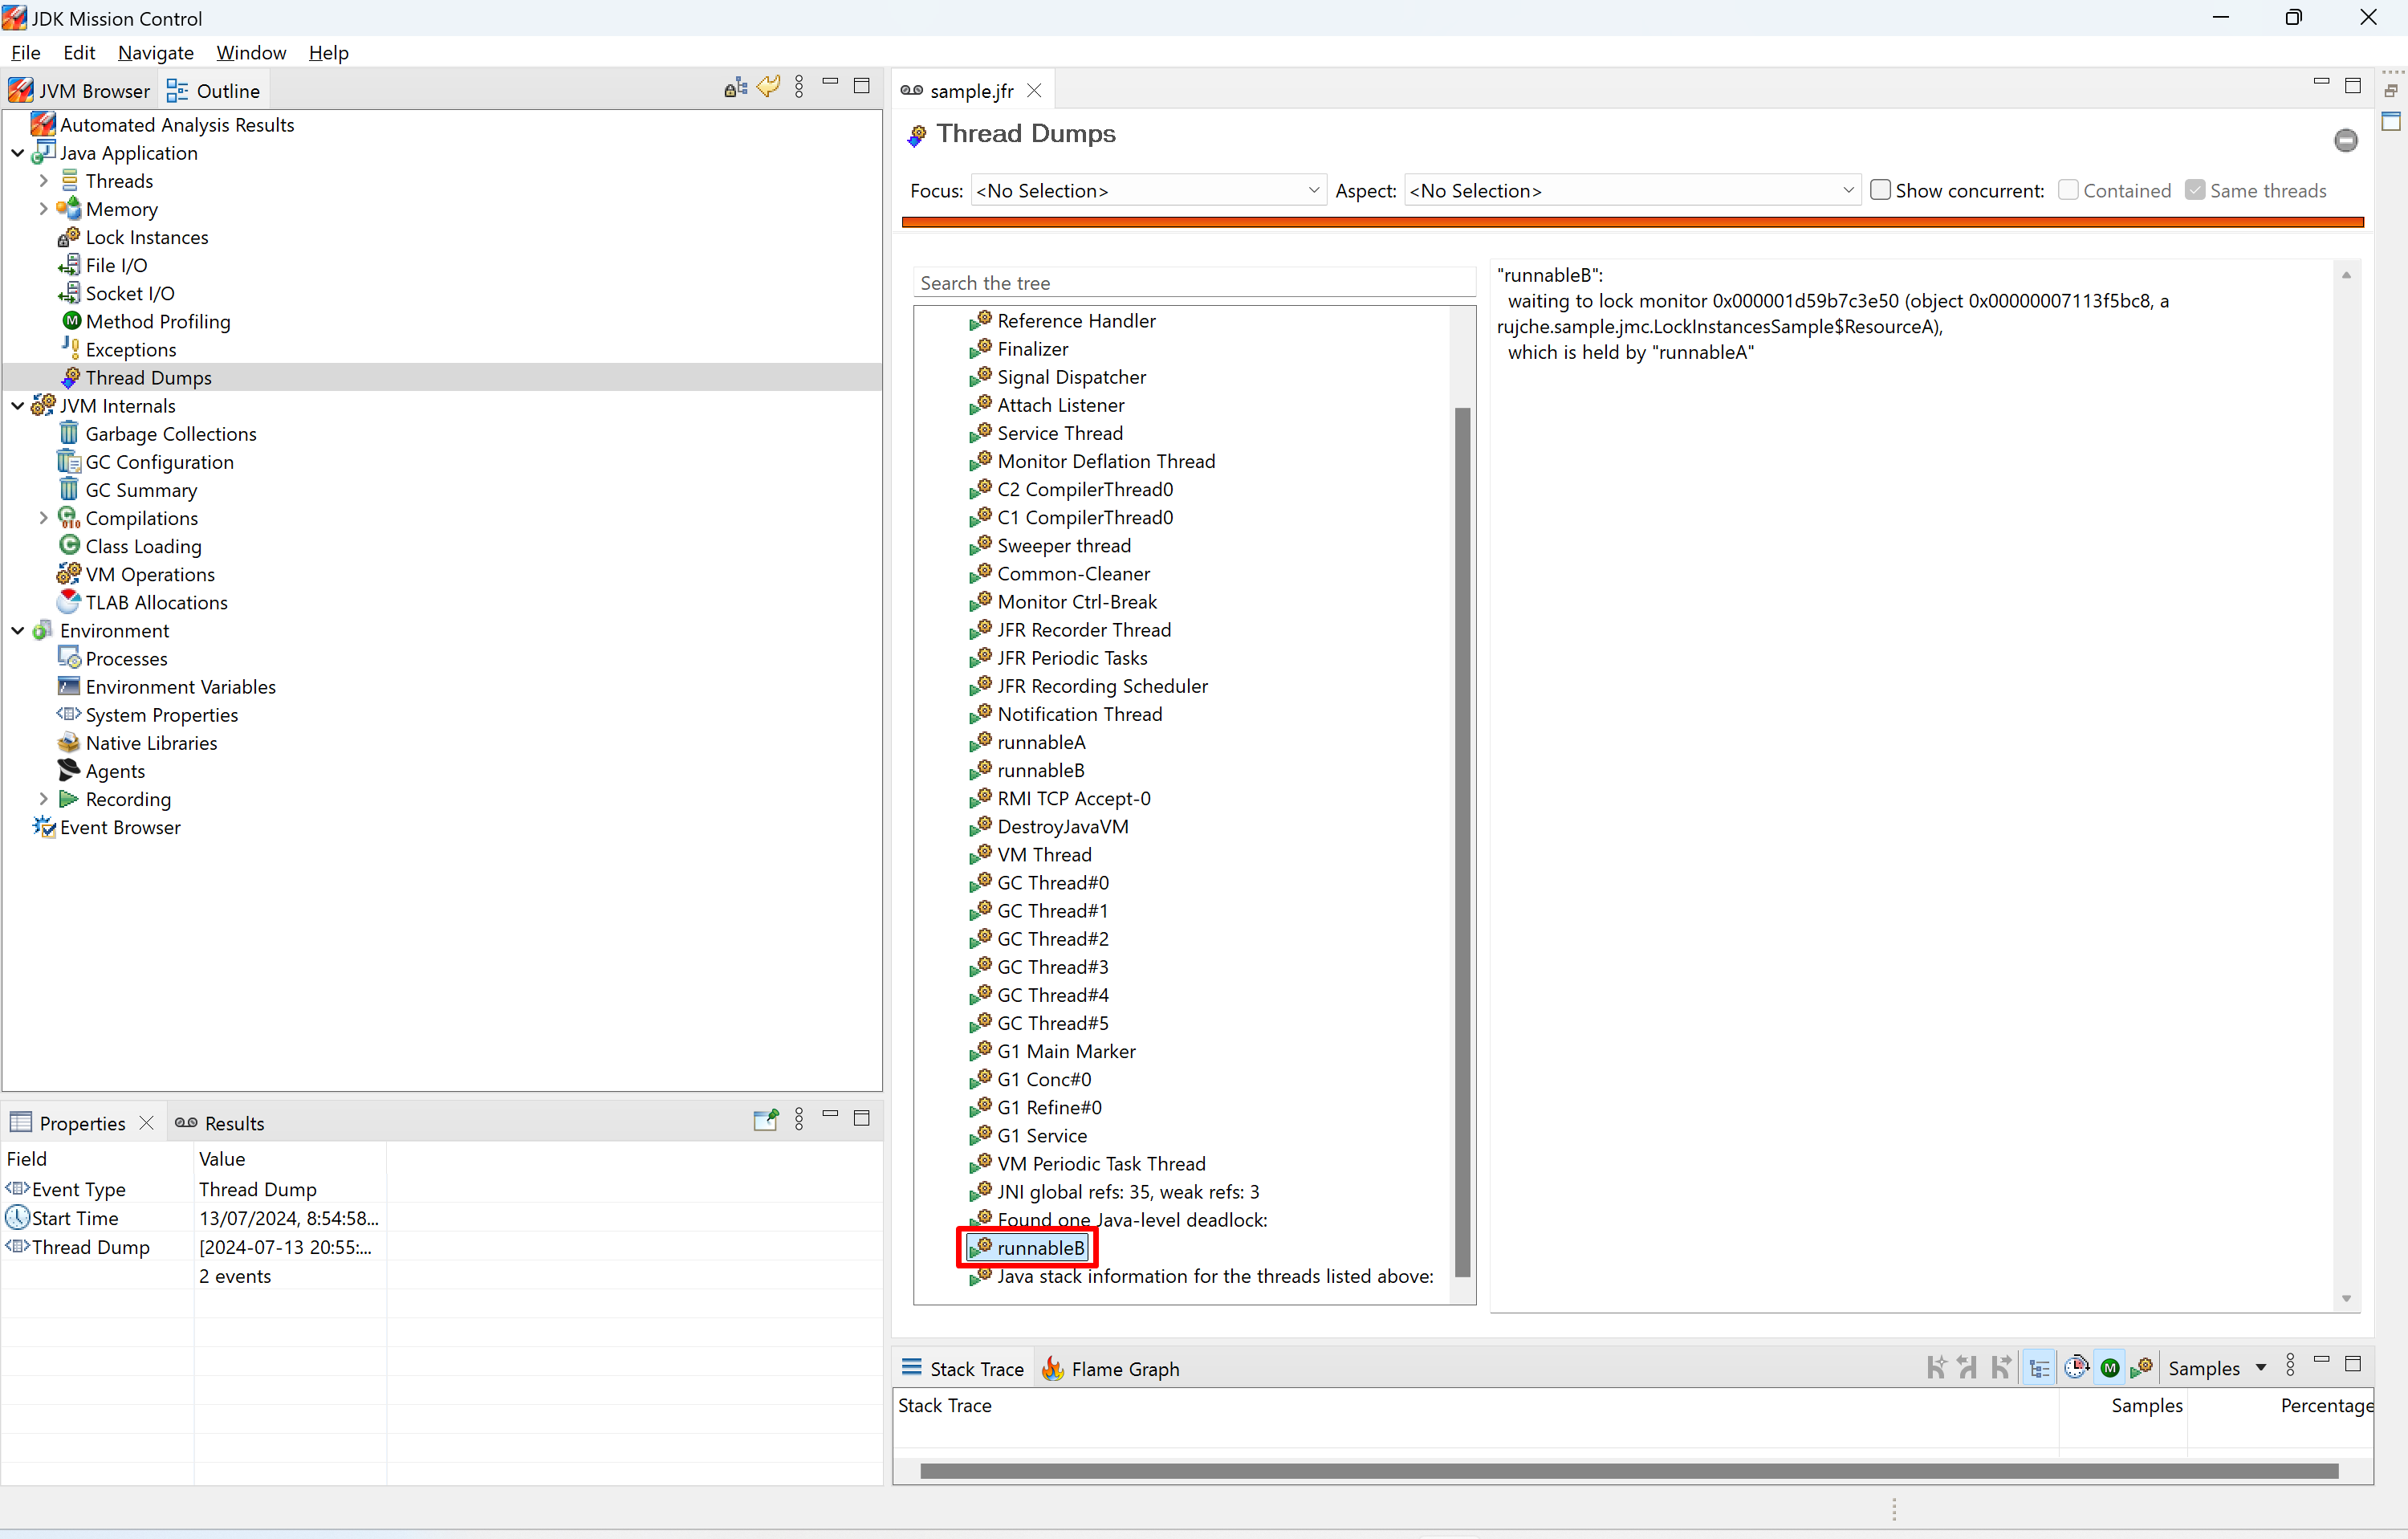 JDK Mission Control
File Edit Navigate Window Help
JVM Browser Outline
Automated Analysis Results
Java Application
Threads
Memory
Lock Instances
File I/O
Socket I/O
Method Profiling
Exceptions
Thread Dumps
JVM Internals
Garbage Collections
GC Configuration
GC Summary
Compilations
Class Loading
VM Operations
TLAB Allocations
Environment
Processes
Environment Variables
System Properties
Native Libraries
Agents
Recording
Event Browser
Properties Results
Field Value
Event Type Thread Dump
Start Time 13/07/2024, 8:54:58...
Thread Dump [2024-07-13 20:55:...
2 events
sample.jfr
Thread Dumps
Focus: <No Selection> Aspect: <No Selection> Show concurrent: Contained Same threads
Search the tree
Reference Handler
Finalizer
Signal Dispatcher
Attach Listener
Service Thread
Monitor Deflation Thread
C2 CompilerThread0
C1 CompilerThread0
Sweeper thread
Common-Cleaner
Monitor Ctrl-Break
JFR Recorder Thread
JFR Periodic Tasks
JFR Recording Scheduler
Notification Thread
runnableA
runnableB
RMI TCP Accept-0
DestroyJavaVM
VM Thread
GC Thread#0
GC Thread#1
GC Thread#2
GC Thread#3
GC Thread#4
GC Thread#5
G1 Main Marker
G1 Conc#0
G1 Refine#0
G1 Service
VM Periodic Task Thread
JNI global refs: 35, weak refs: 3
Found one Java-level deadlock:
runnableB
Java stack information for the threads listed above:
"runnableB":
waiting to lock monitor 0x000001d59b7c3e50 (object 0x00000007113f5bc8, a
rujche.sample.jmc.LockInstancesSample$ResourceA),
which is held by "runnableA"
Stack Trace Flame Graph Samples
Stack Trace Samples Percentage